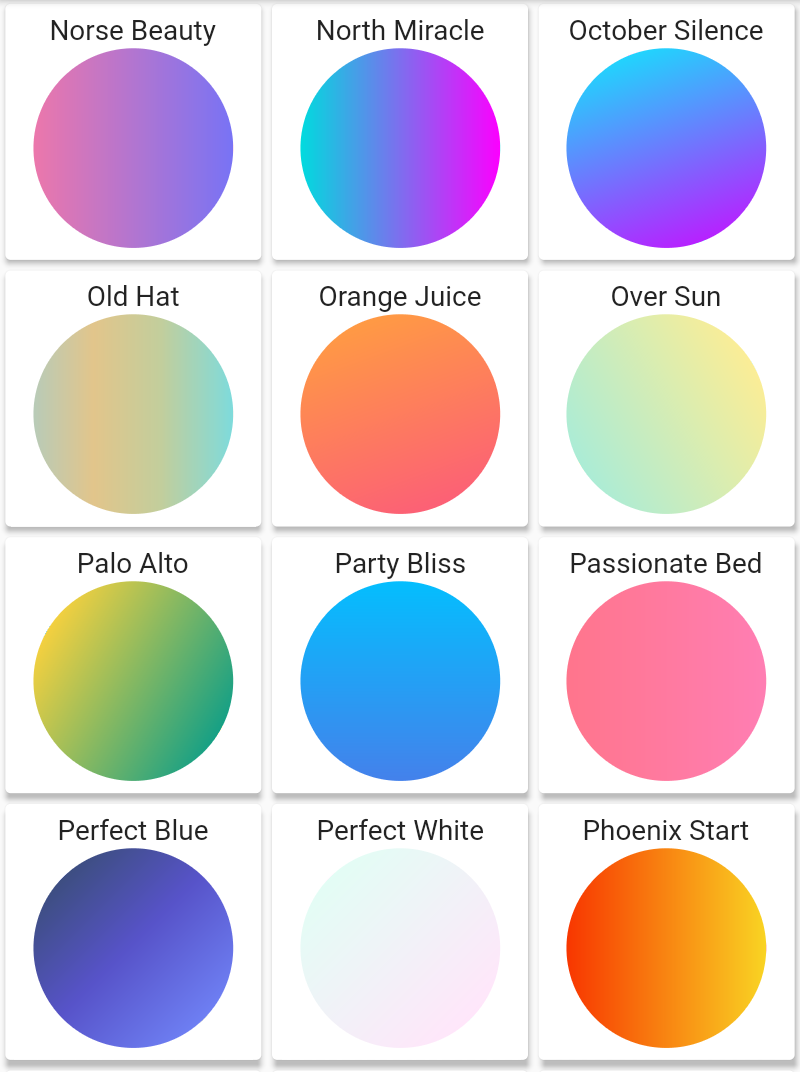 Norse Beauty
North Miracle
October Silence
Old Hat
Orange Juice
Over Sun
Palo Alto
Party Bliss
Passionate Bed
Perfect Blue
Perfect White
Phoenix Start